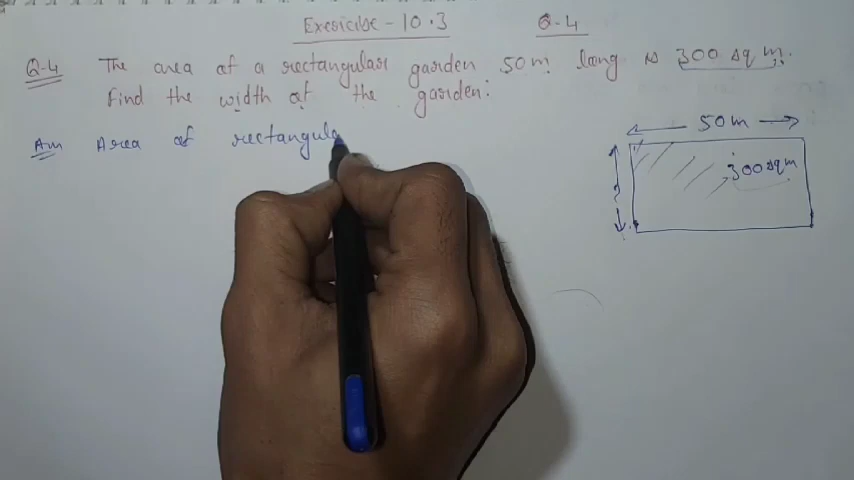 Exercise - 10.3 Q-4
Q-4 The area of a rectangular garden 50m long is 300 sq m.
Find the width of the garden:
Ans Area of rectangula
50 m
300 sq m
?